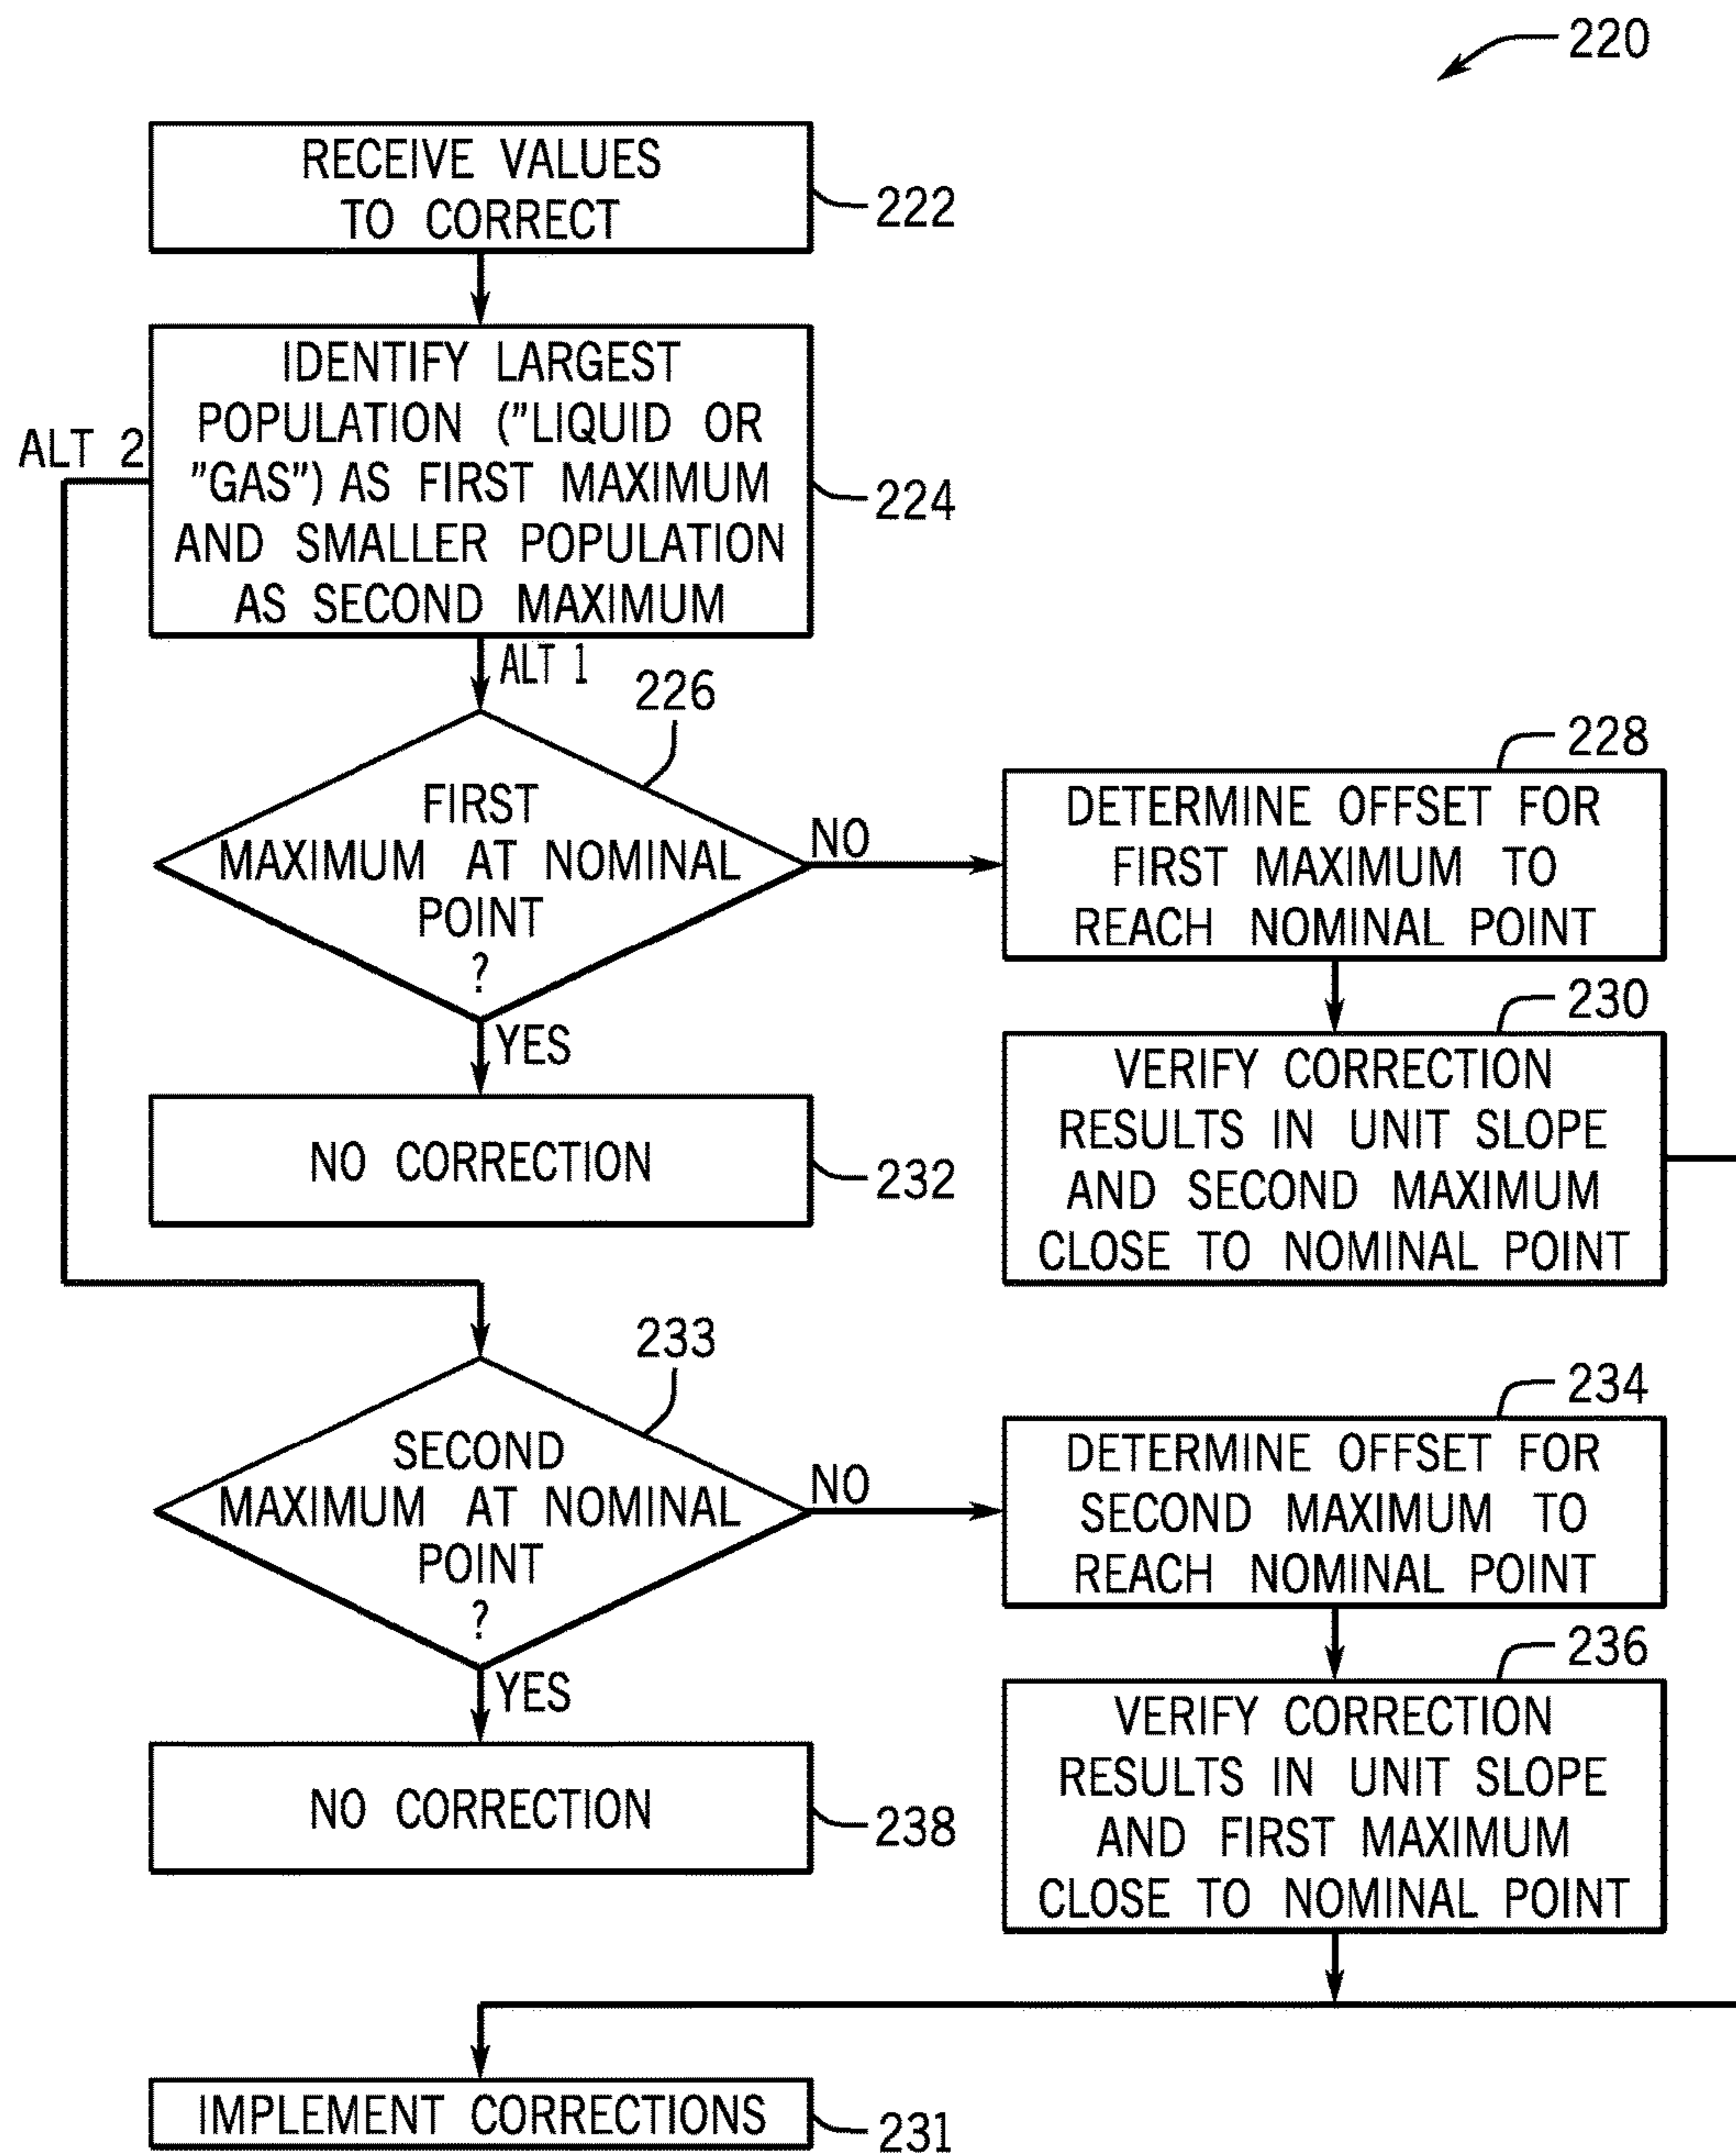 220
RECEIVE VALUES
TO CORRECT
222
IDENTIFY LARGEST
POPULATION ("LIQUID OR
"GAS") AS FIRST MAXIMUM
AND SMALLER POPULATION
AS SECOND MAXIMUM
224
ALT 2
ALT 1
226
FIRST
MAXIMUM AT NOMINAL
POINT
?
NO
YES
228
DETERMINE OFFSET FOR
FIRST MAXIMUM TO
REACH NOMINAL POINT
230
VERIFY CORRECTION
RESULTS IN UNIT SLOPE
AND SECOND MAXIMUM
CLOSE TO NOMINAL POINT
NO CORRECTION
232
233
SECOND
MAXIMUM AT NOMINAL
POINT
?
NO
YES
234
DETERMINE OFFSET FOR
SECOND MAXIMUM TO
REACH NOMINAL POINT
236
VERIFY CORRECTION
RESULTS IN UNIT SLOPE
AND FIRST MAXIMUM
CLOSE TO NOMINAL POINT
NO CORRECTION
238
IMPLEMENT CORRECTIONS
231